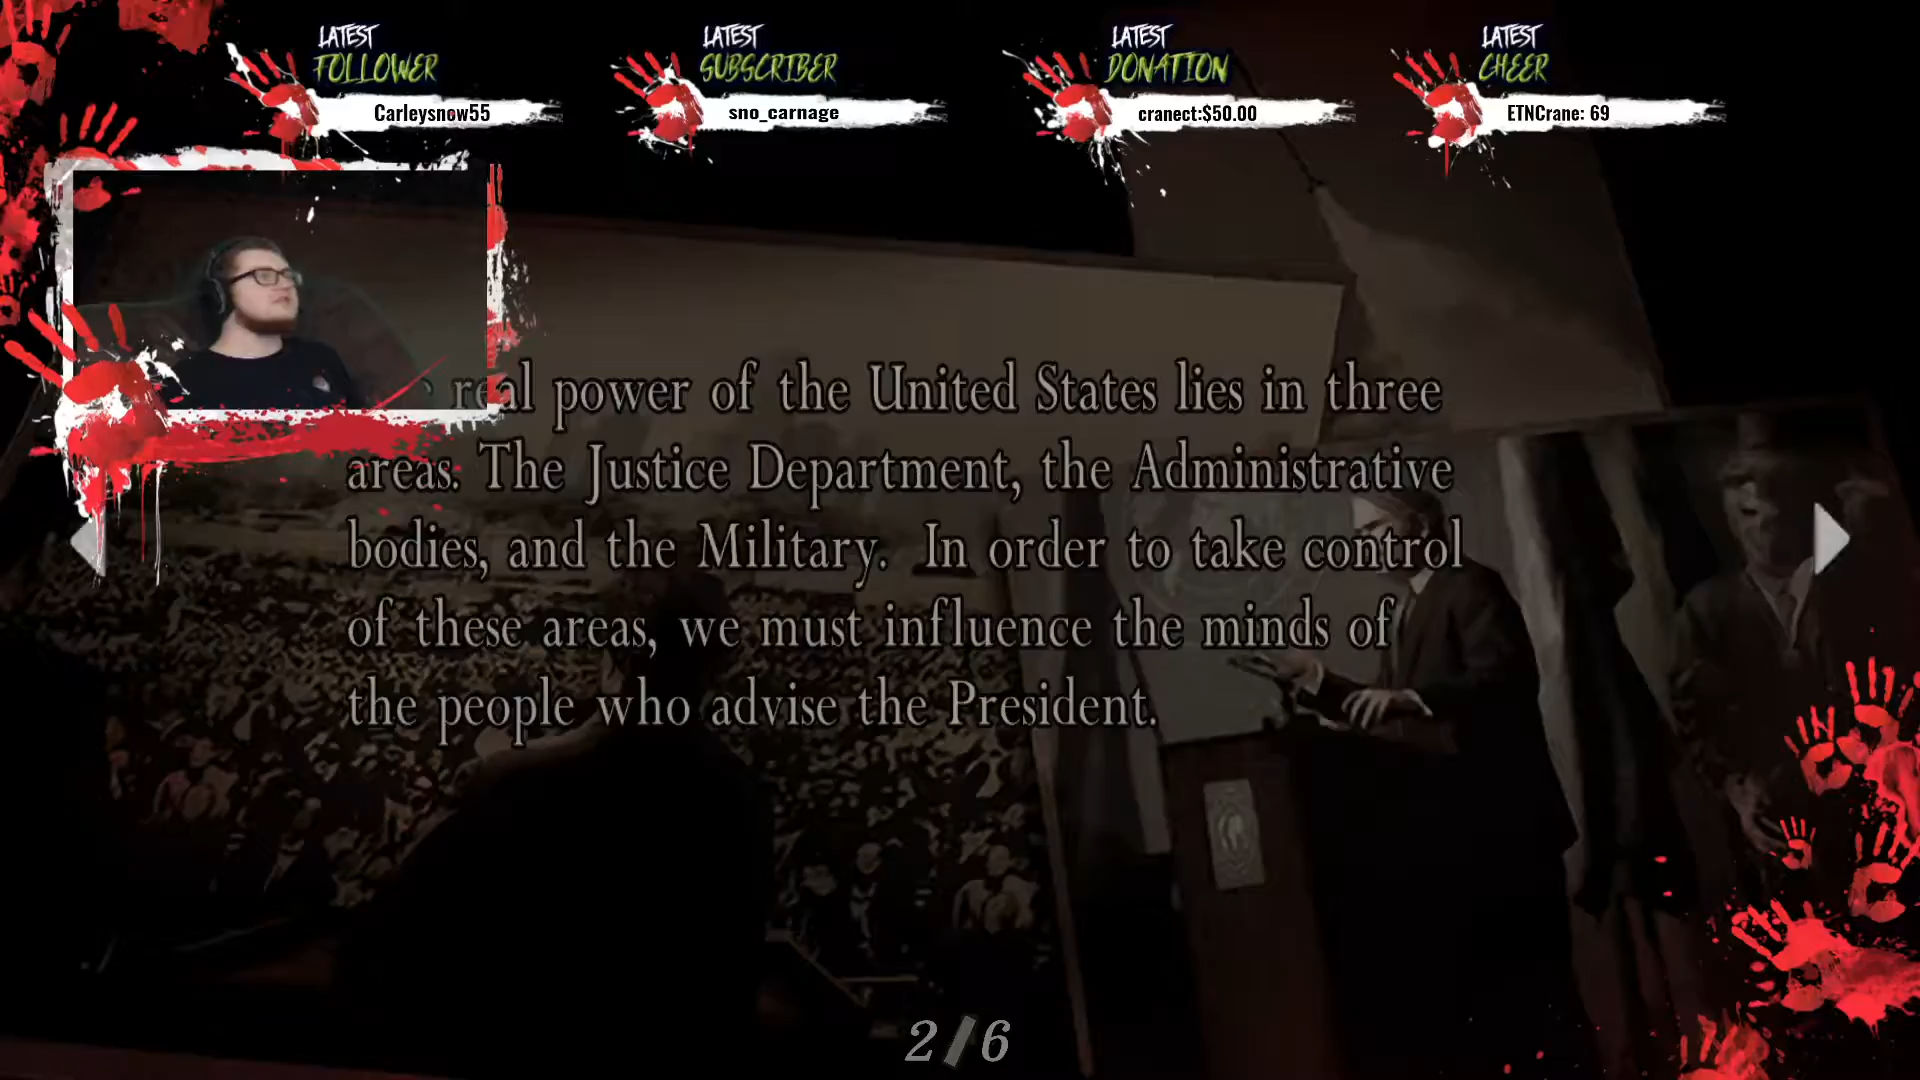 LATEST
FOLLOWER
Carleysnow55
LATEST
SUBSCRIBER
sno_carnage
LATEST
DONATION
cranect:$50.00
LATEST
CHEER
ETNCrane: 69
real power of the United States lies in three
areas. The Justice Department, the Administrative
bodies, and the Military. In order to take control
of these areas, we must influence the minds of
the people who advise the President.
2/6